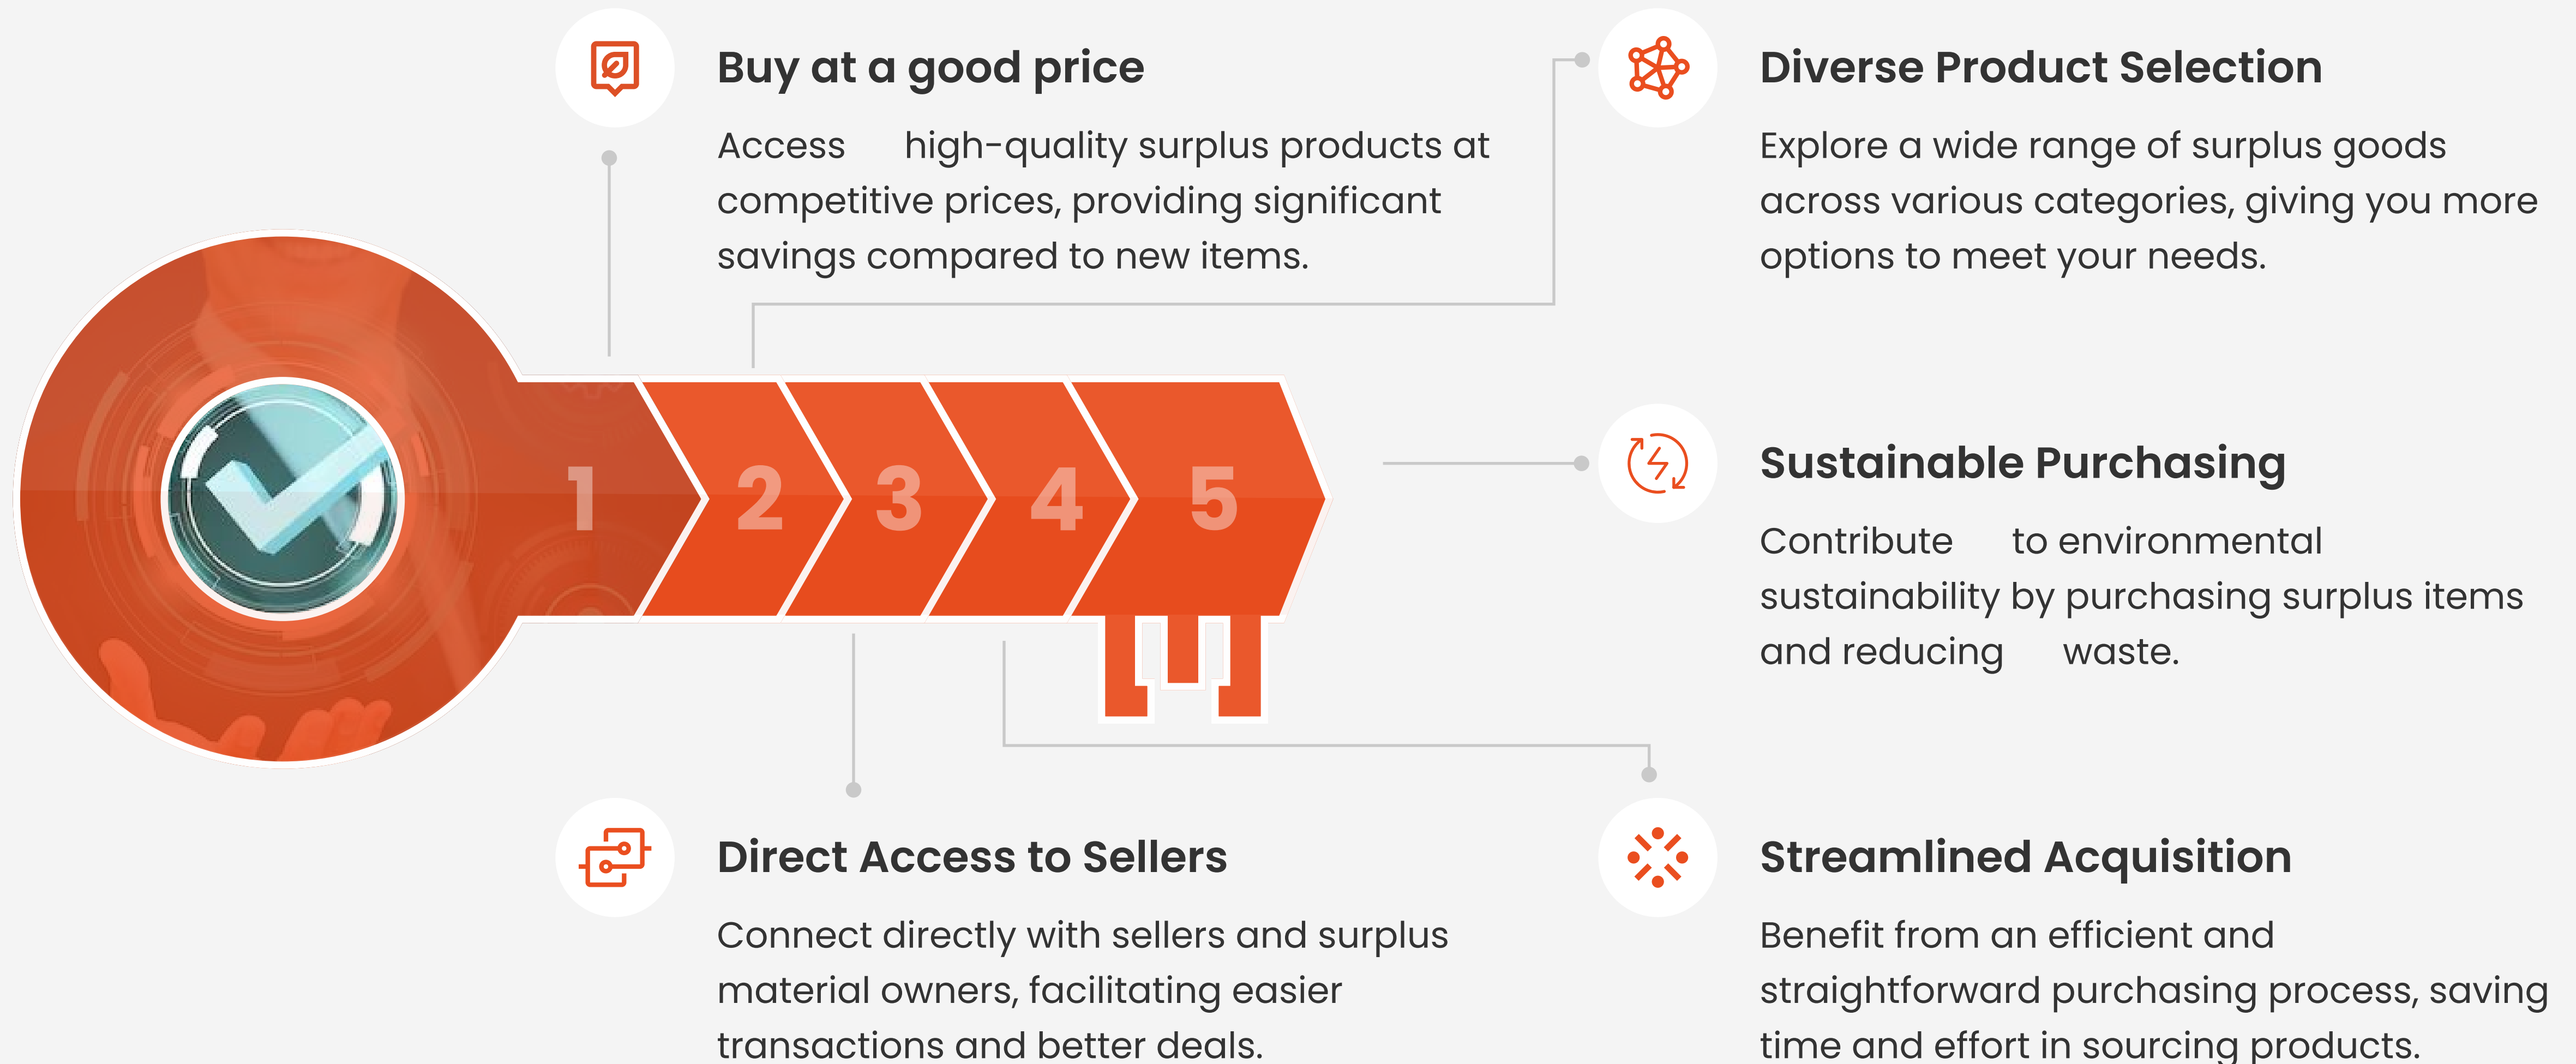 Buy at a good price
Access high-quality surplus products at
competitive prices, providing significant
savings compared to new items.
Diverse Product Selection
Explore a wide range of surplus goods
across various categories, giving you more
options to meet your needs.
1 2 3 4 5
Sustainable Purchasing
Contribute to environmental
sustainability by purchasing surplus items
and reducing waste.
Direct Access to Sellers
Connect directly with sellers and surplus
material owners, facilitating easier
transactions and better deals.
Streamlined Acquisition
Benefit from an efficient and
straightforward purchasing process, saving
time and effort in sourcing products.